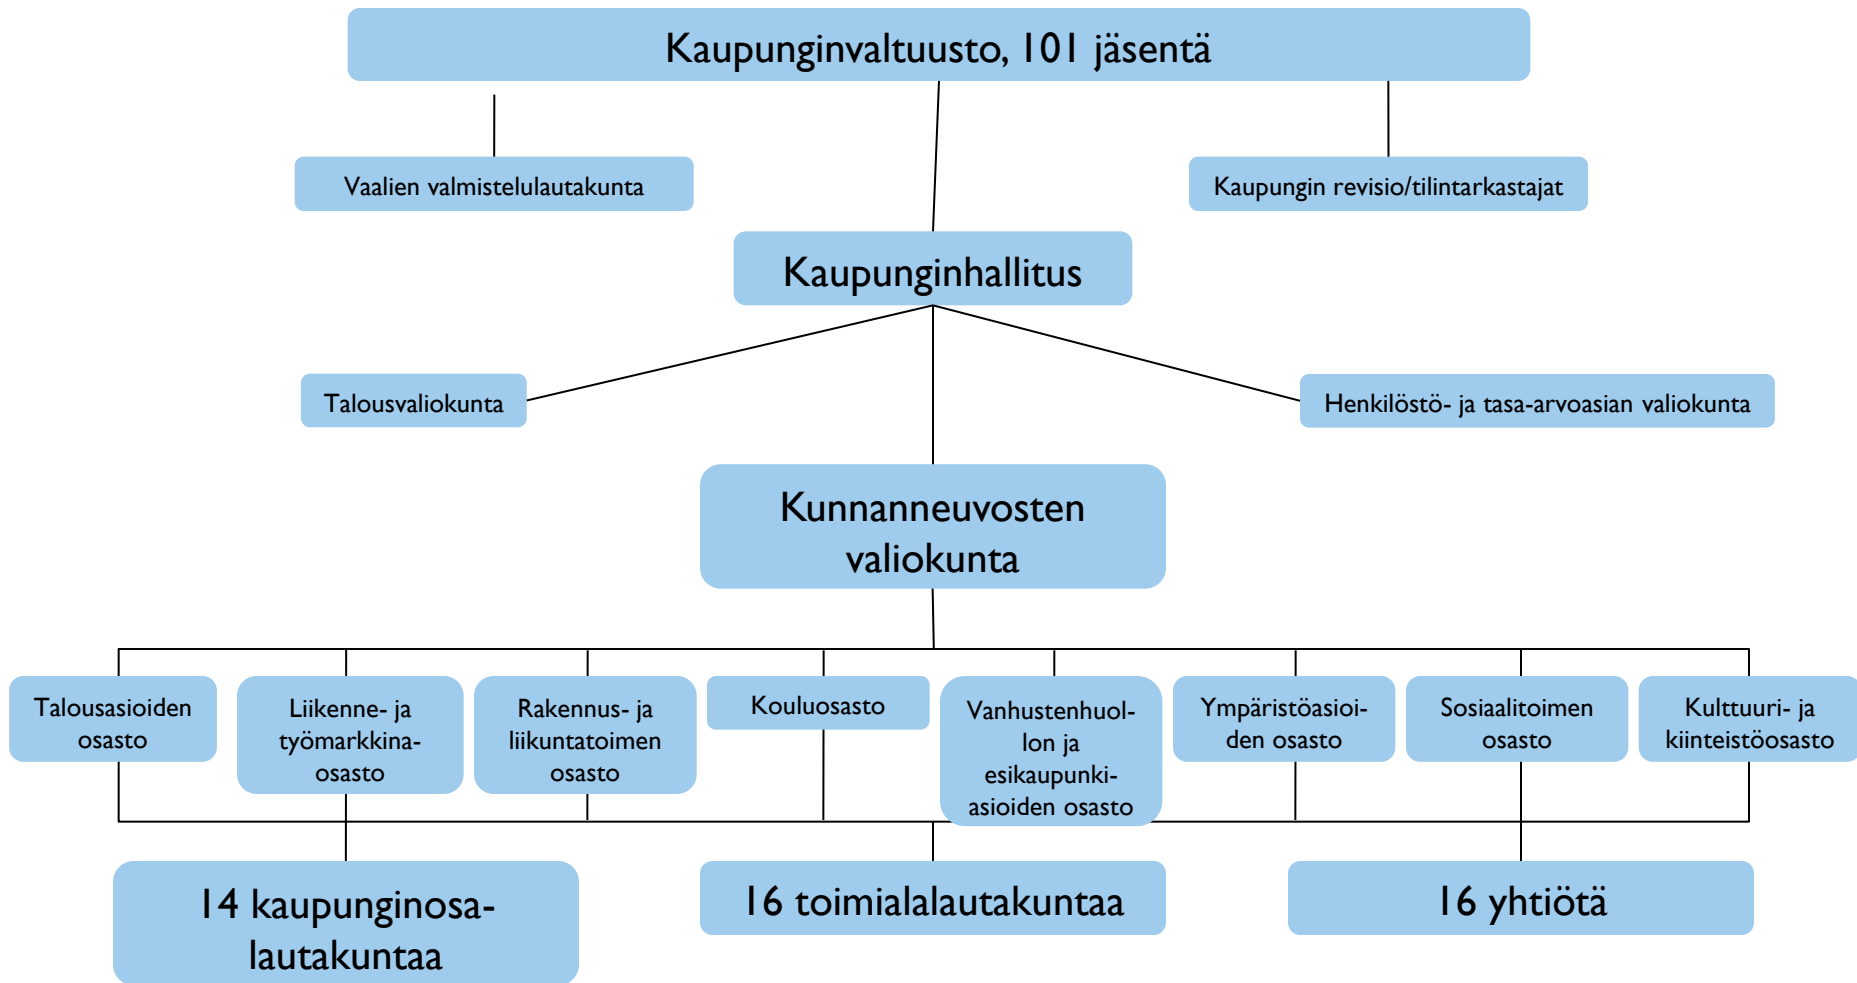 Kaupunginvaltuusto, 101 jäsentä
Vaalien valmistelulautakunta
Kaupungin revisio/tilintarkastajat
Kaupunginhallitus
Talousvaliokunta
Henkilöstö- ja tasa-arvoasian valiokunta
Kunnanneuvosten
valiokunta
Talousasioiden
osasto
Liikenne- ja
työmarkkina-
osasto
Rakennus- ja
liikuntatoimen
osasto
Kouluosasto
Vanhustenhuol-
lon ja
esikaupunki-
asioiden osasto
Ympäristöasioi-
den osasto
Sosiaalitoimen
osasto
Kulttuuri- ja
kiinteistöosasto
14 kaupunginosa-
lautakuntaa
16 toimialalautakuntaa
16 yhtiötä